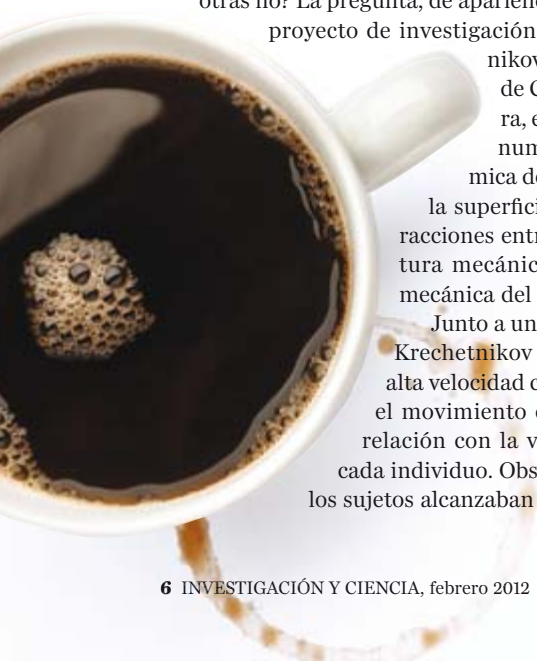 otras no? La pregunta, de aparien
proyecto de investigación
nikov
de
ra, e
num
mica d
la superfici
racciones entr
tura mecánic
mecánica del
Junto a un
Krechetnikov
alta velocidad
el movimiento
relación con la v
cada individuo. Obs
los sujetos alcanzaban
6 INVESTIGACIÓN Y CIENCIA, febrero 2012